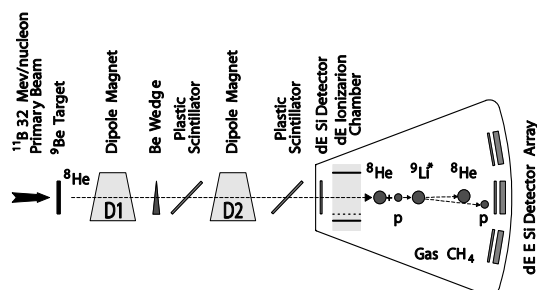 ¹¹B 32 Mev/nucleon
Primary Beam
⁹Be Target
Dipole Magnet
Be Wedge
Plastic
Scintillator
Dipole Magnet
Plastic
Scintillator
dE Si Detector
dE Ionizarion
Chamber
⁸He
D1
D2
⁸He
⁹Li*
⁸He
+
p
p
Gas CH₄
dE E Si Detector Array